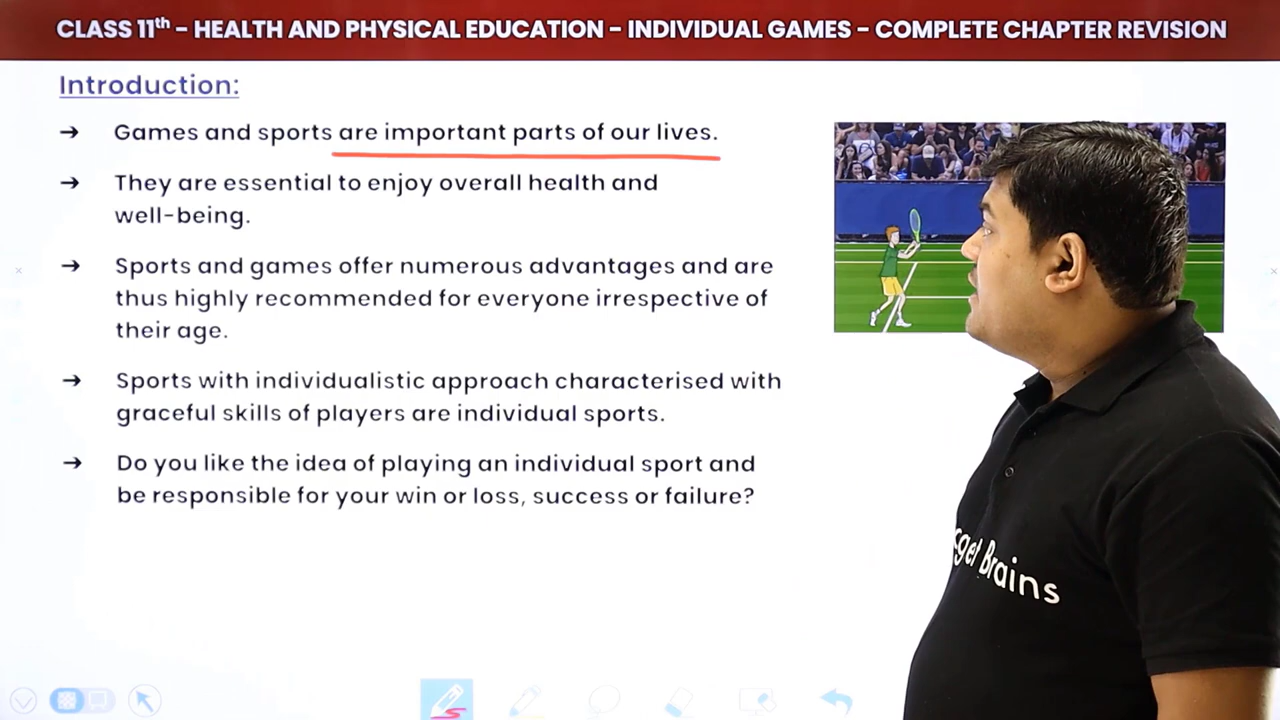 CLASS 11th – HEALTH AND PHYSICAL EDUCATION – INDIVIDUAL GAMES – COMPLETE CHAPTER REVISION
Introduction:
→ Games and sports are important parts of our lives.
→ They are essential to enjoy overall health and
well-being.
→ Sports and games offer numerous advantages and are
thus highly recommended for everyone irrespective of
their age.
→ Sports with individualistic approach characterised with
graceful skills of players are individual sports.
→ Do you like the idea of playing an individual sport and
be responsible for your win or loss, success or failure?
Brains